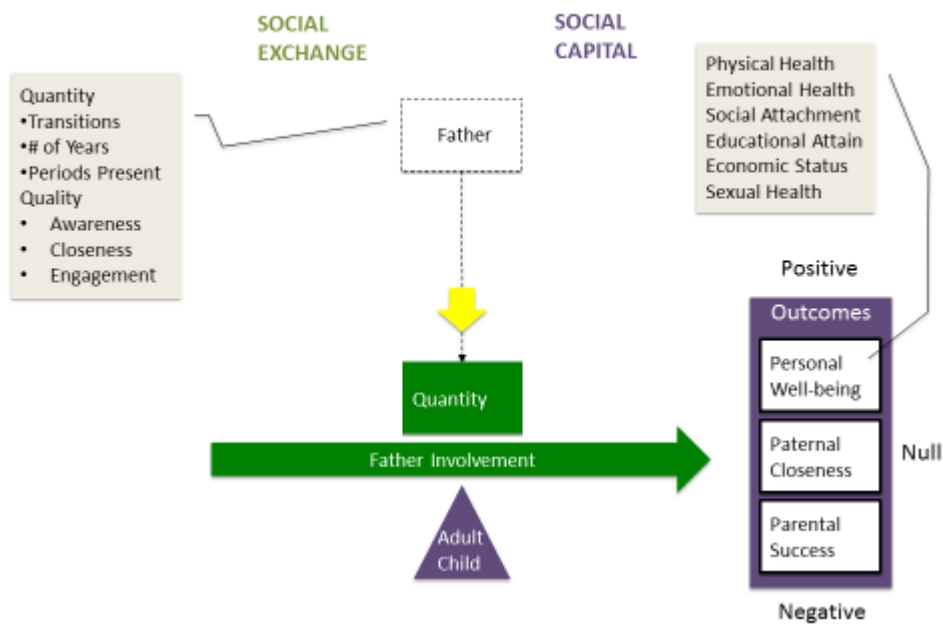 SOCIAL
EXCHANGE
SOCIAL
CAPITAL
Quantity
•Transitions
•# of Years
•Periods Present
Quality
• Awareness
• Closeness
• Engagement
Father
Physical Health
Emotional Health
Social Attachment
Educational Attain
Economic Status
Sexual Health
Positive
Outcomes
Personal
Well-being
Paternal
Closeness
Parental
Success
Null
Negative
Quantity
Father Involvement
Adult
Child